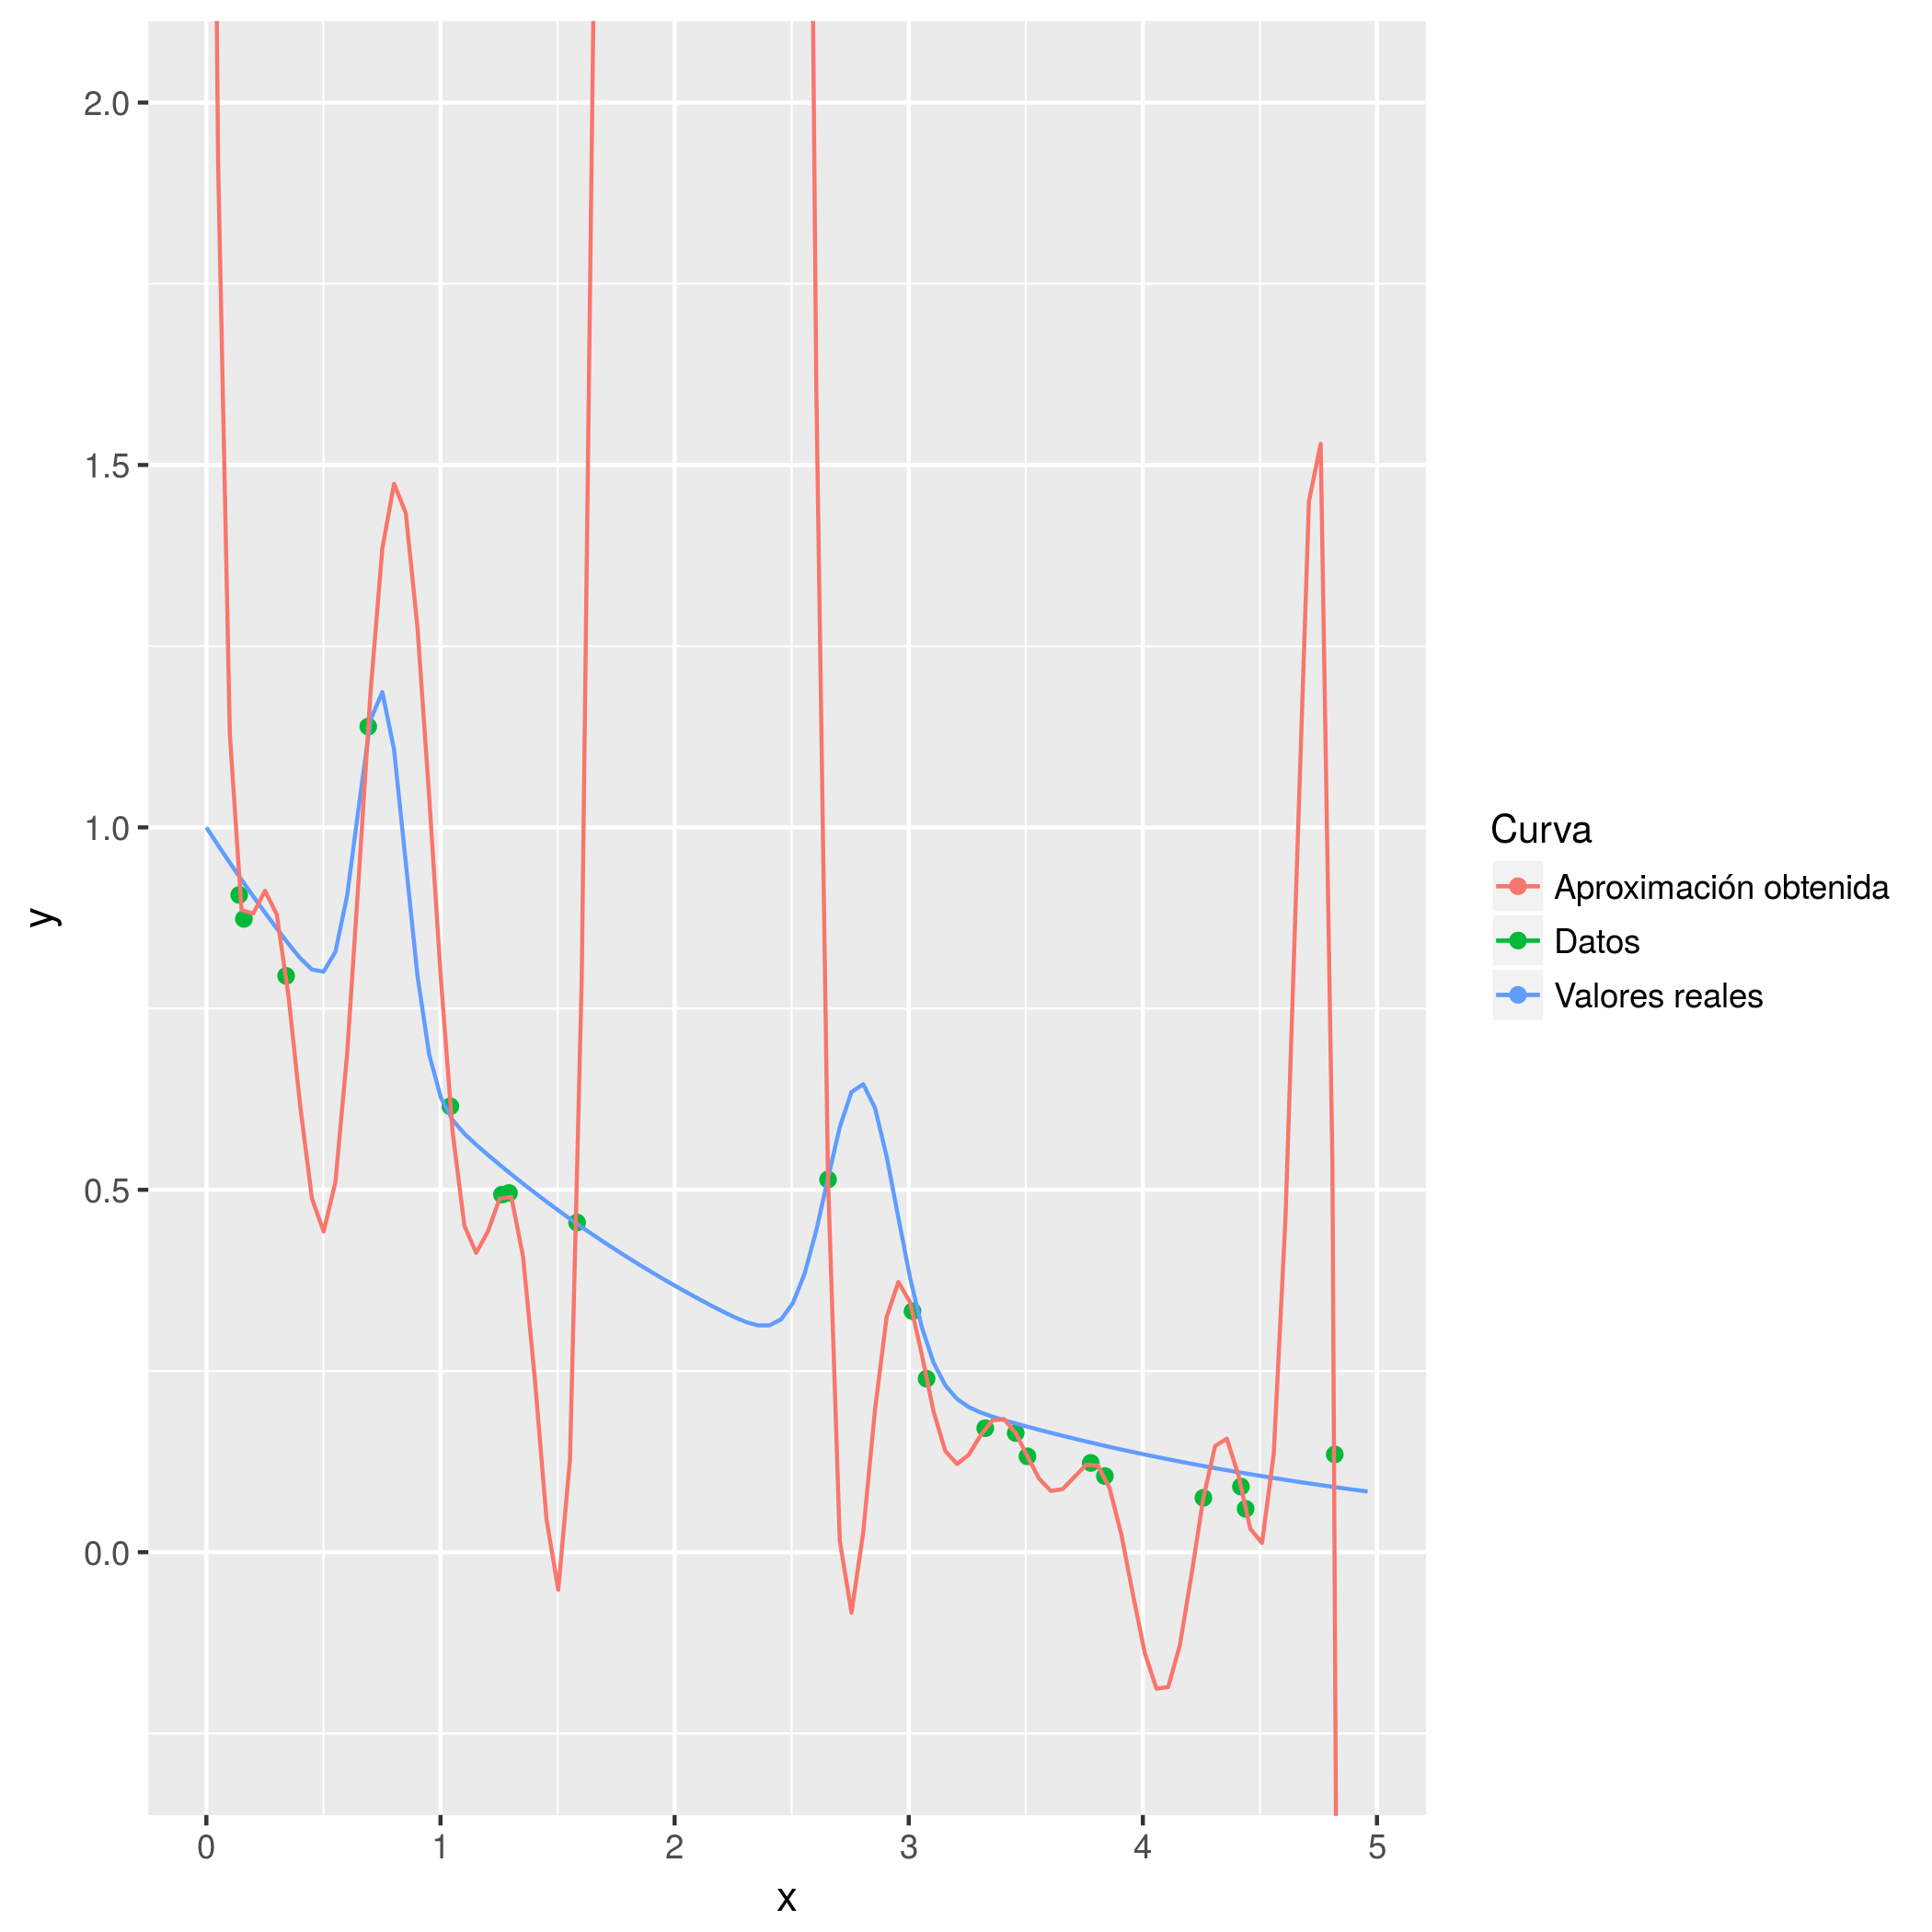 2.0
1.5
1.0
0.5
0.0
y
0 1 2 3 4 5
x
Curva
Aproximación obtenida
Datos
Valores reales